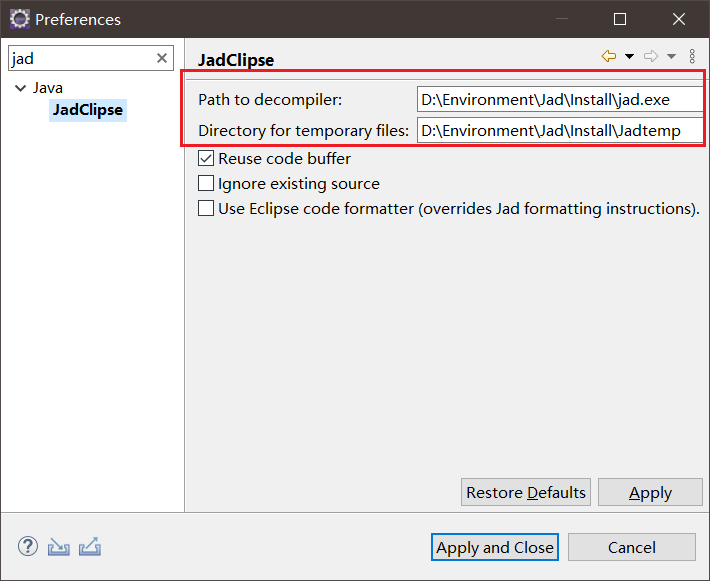 Preferences
jad
Java
JadClipse
JadClipse
Path to decompiler: D:\Environment\Jad\Install\jad.exe
Directory for temporary files: D:\Environment\Jad\Install\Jadtemp
Reuse code buffer
Ignore existing source
Use Eclipse code formatter (overrides Jad formatting instructions).
Restore Defaults Apply
Apply and Close Cancel